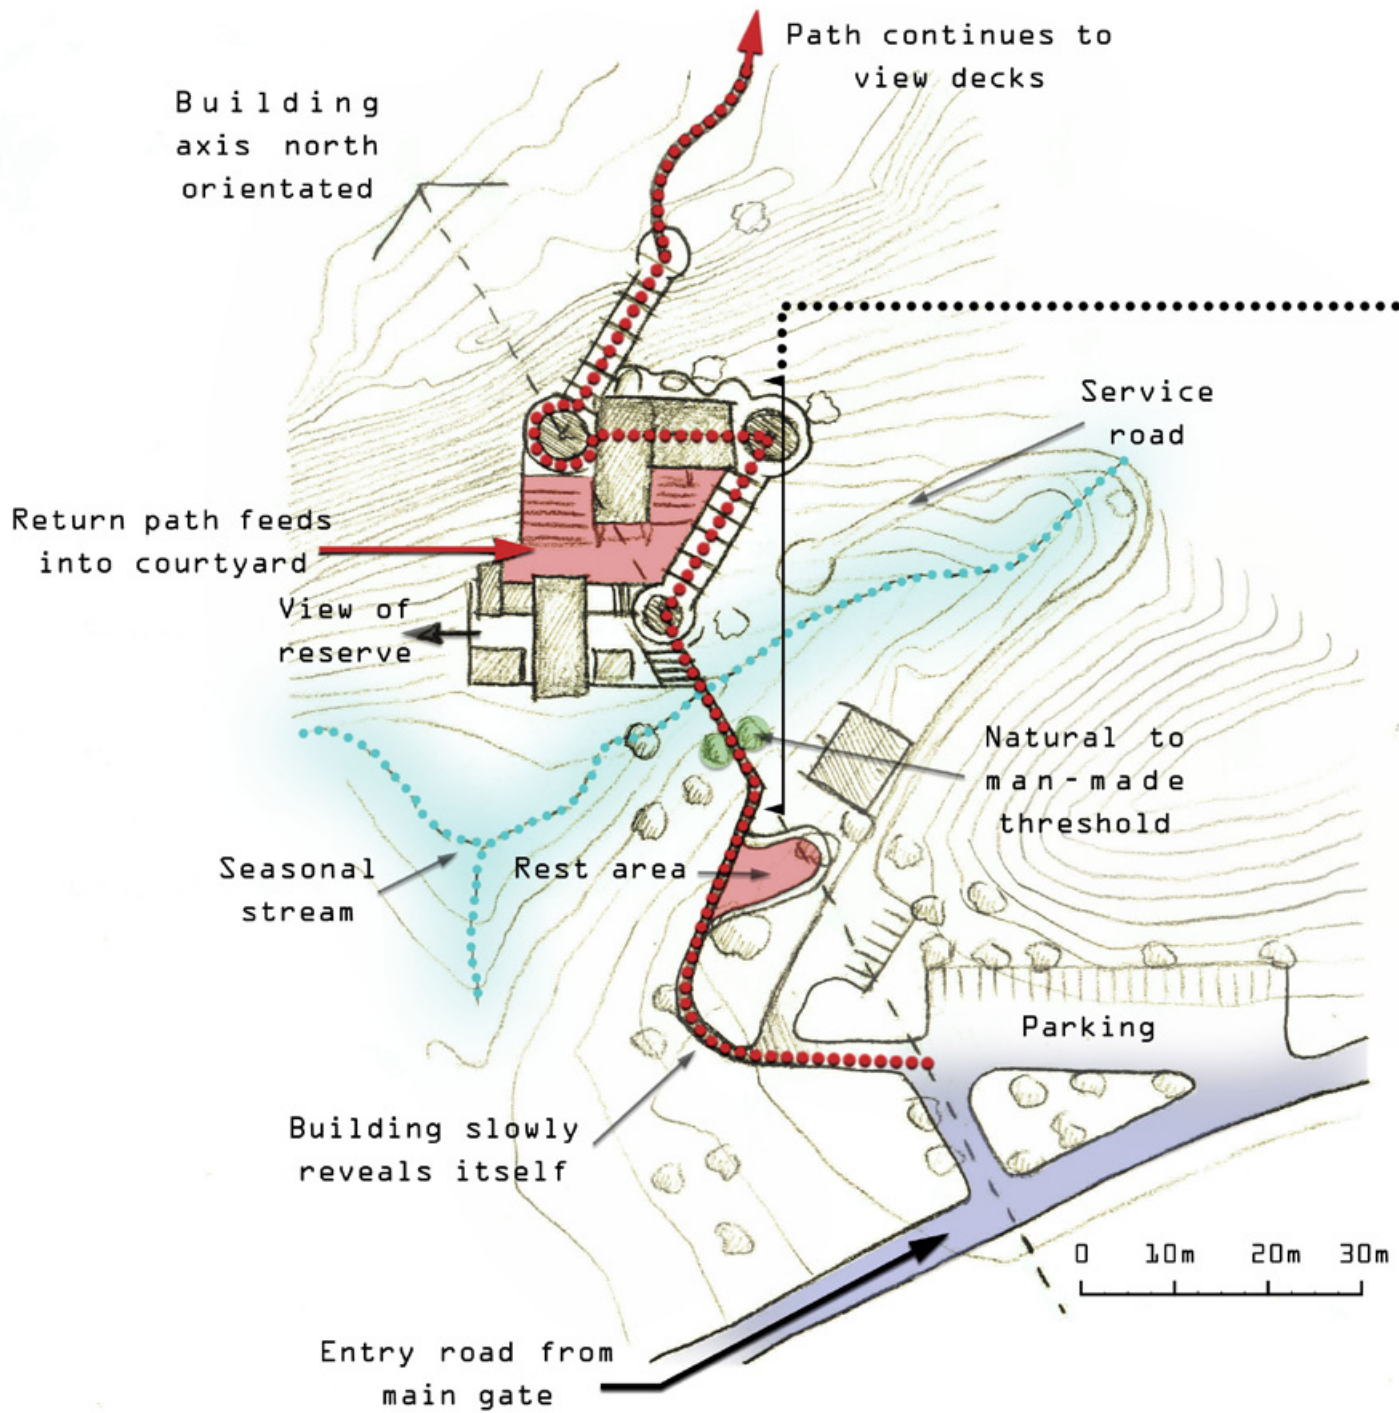 Path continues to
view decks
Building
axis north
orientated
Service
road
Return path feeds
into courtyard
View of
reserve
Natural to
man-made
threshold
Seasonal
stream
Rest area
Parking
Building slowly
reveals itself
0 10m 20m 30m
Entry road from
main gate